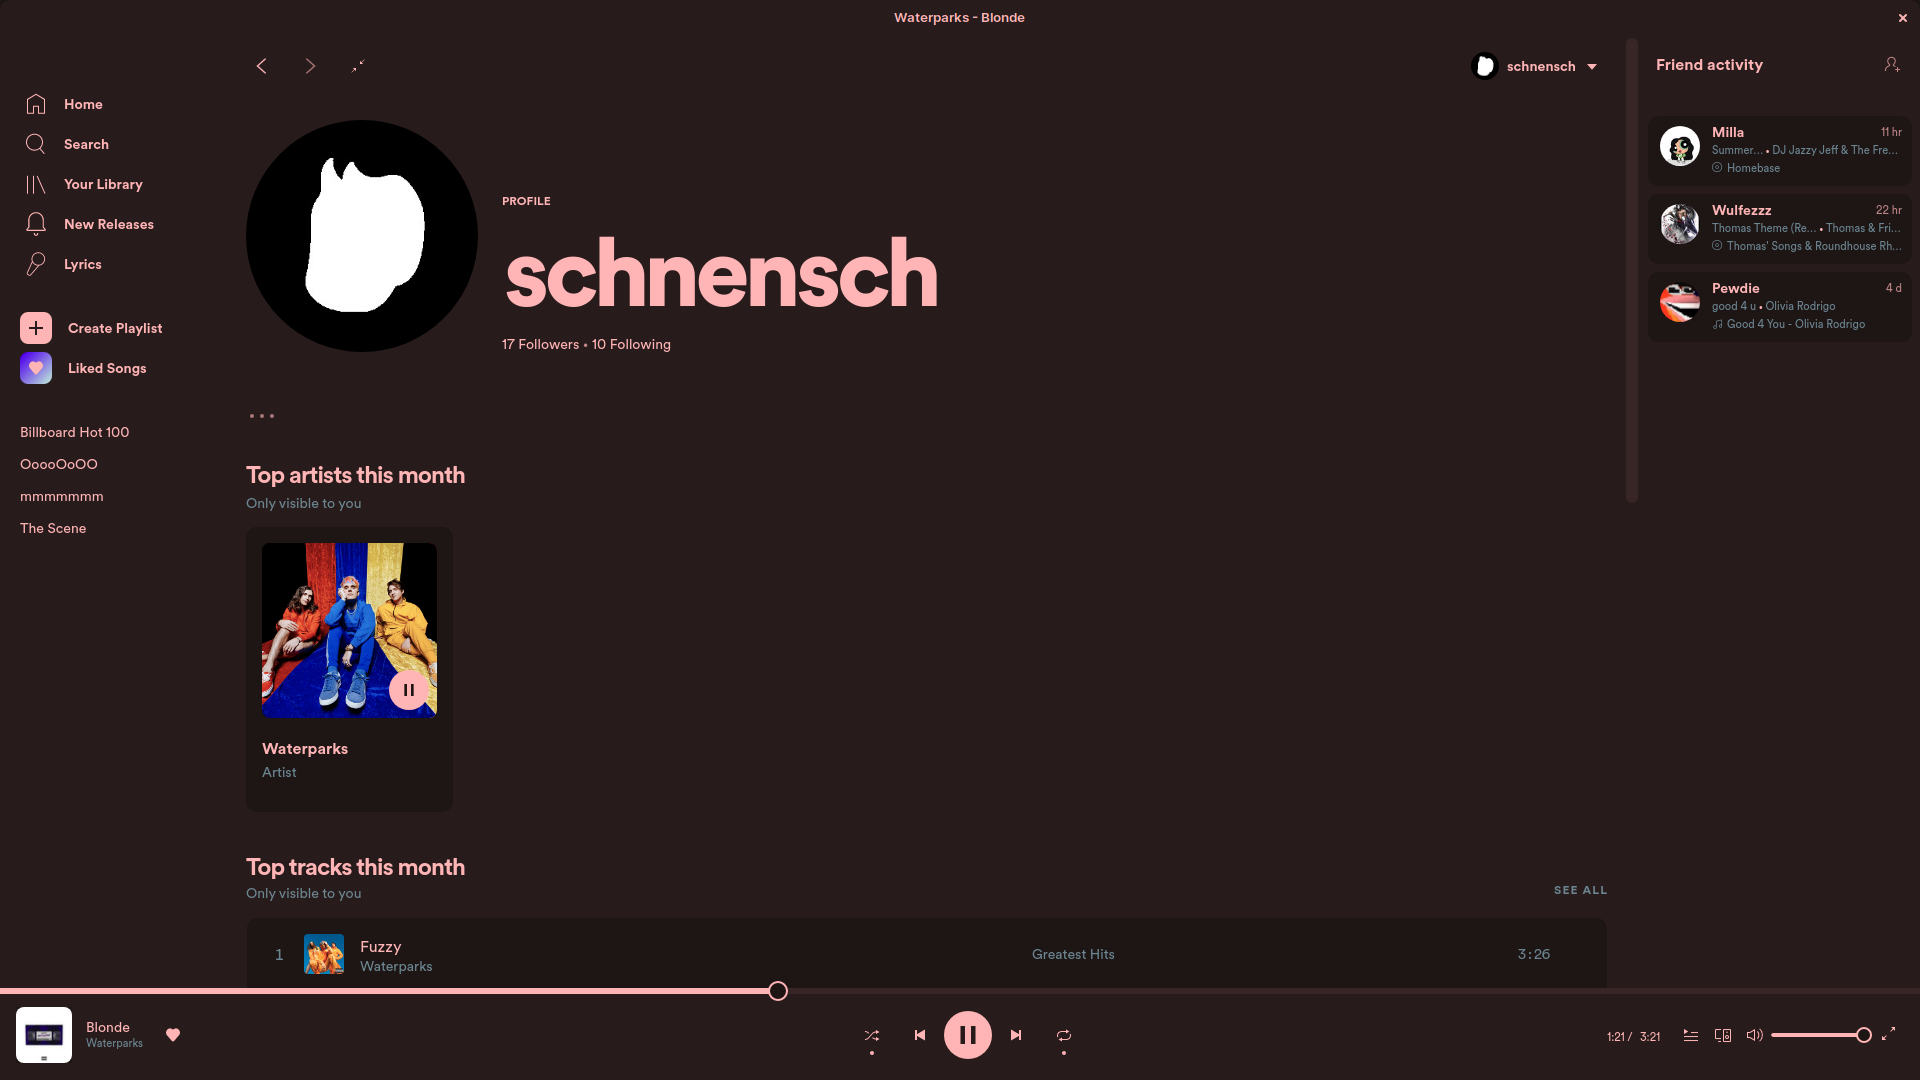 Waterparks - Blonde
schnensch
Home
Search
Your Library
New Releases
Lyrics
Create Playlist
Liked Songs
Billboard Hot 100
OoooOoOO
mmmmmmm
The Scene
PROFILE
schnensch
17 Followers • 10 Following
Top artists this month
Only visible to you
Waterparks
Artist
Top tracks this month
Only visible to you
SEE ALL
1 Fuzzy Greatest Hits 3:26
Waterparks
Friend activity
Milla 11 hr
Summer... • DJ Jazzy Jeff & The Fre...
Homebase
Wulfezzz 22 hr
Thomas Theme (Re... • Thomas & Fri...
Thomas' Songs & Roundhouse Rh...
Pewdie 4 d
good 4 u • Olivia Rodrigo
Good 4 You - Olivia Rodrigo
Blonde
Waterparks
1:21 / 3:21